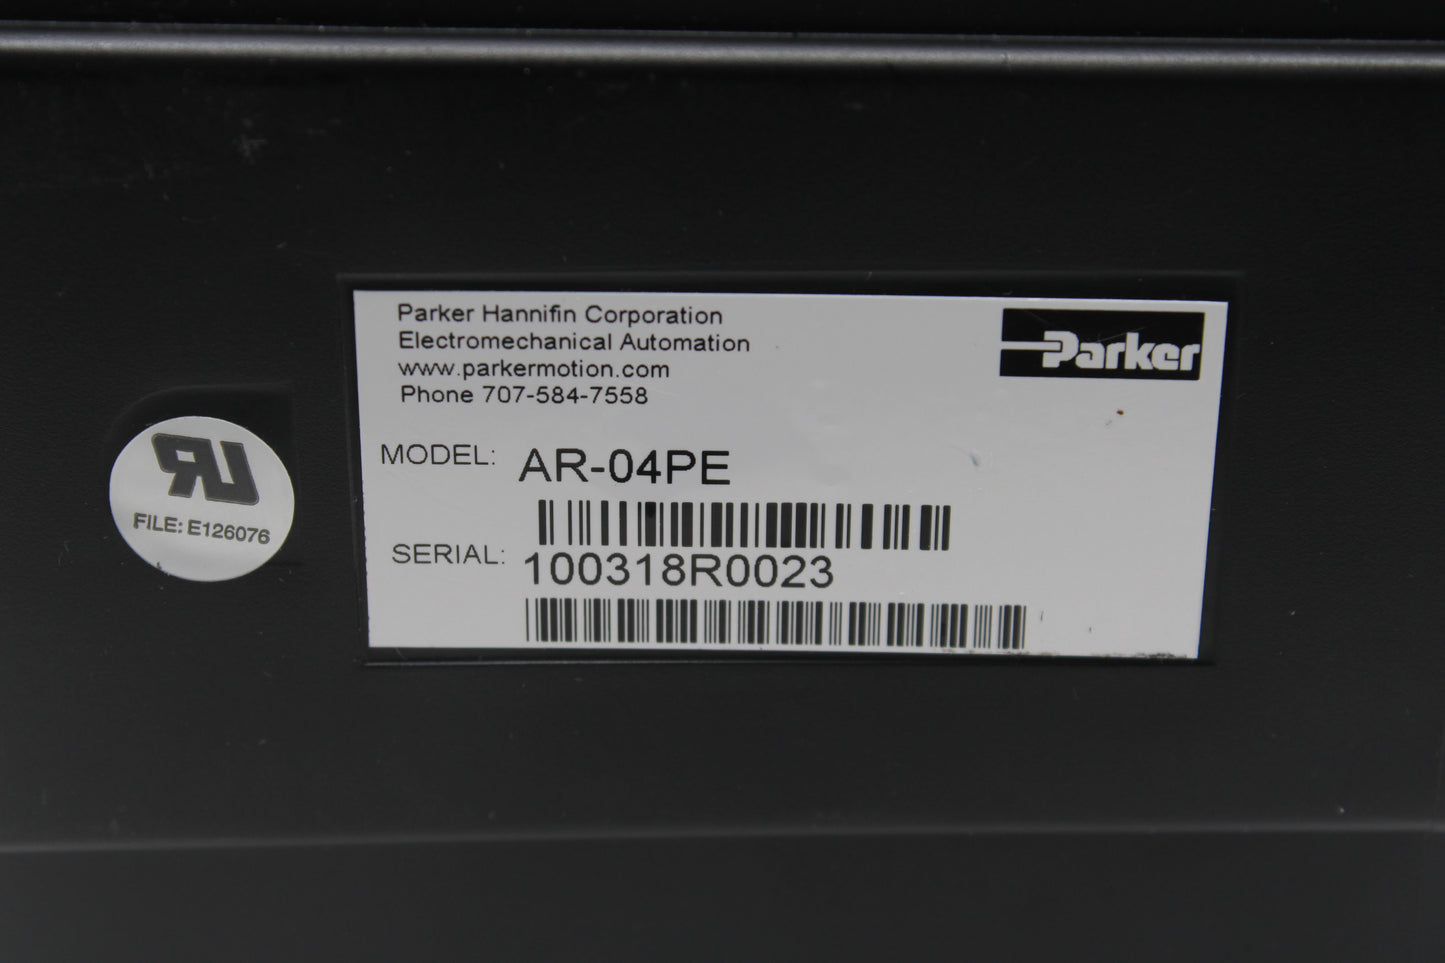 Parker Hannifin Corporation
Electromechanical Automation
www.parkermotion.com
Phone 707-584-7558
Parker
MODEL: AR-04PE
SERIAL: 100318R0023
RU
FILE: E126076